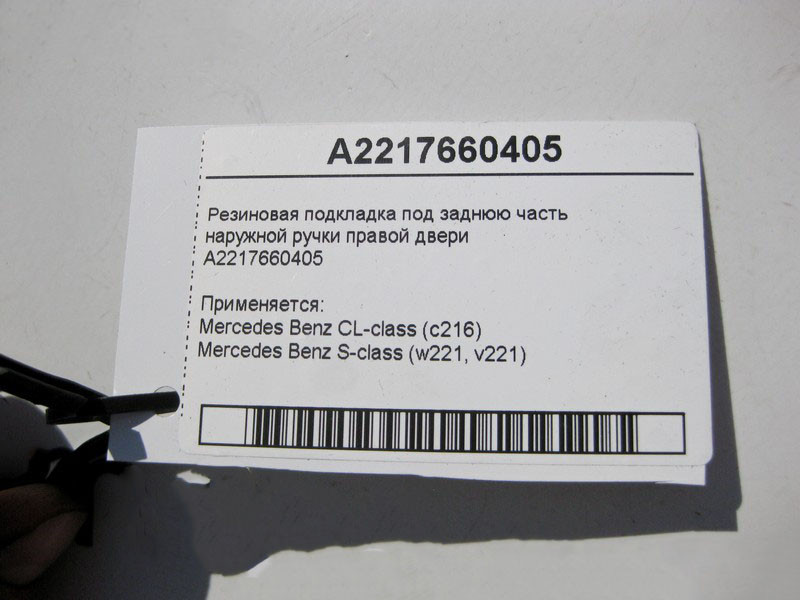 A2217660405
Резиновая подкладка под заднюю часть
наружной ручки правой двери
A2217660405
Применяется:
Mercedes Benz CL-class (c216)
Mercedes Benz S-class (w221, v221)